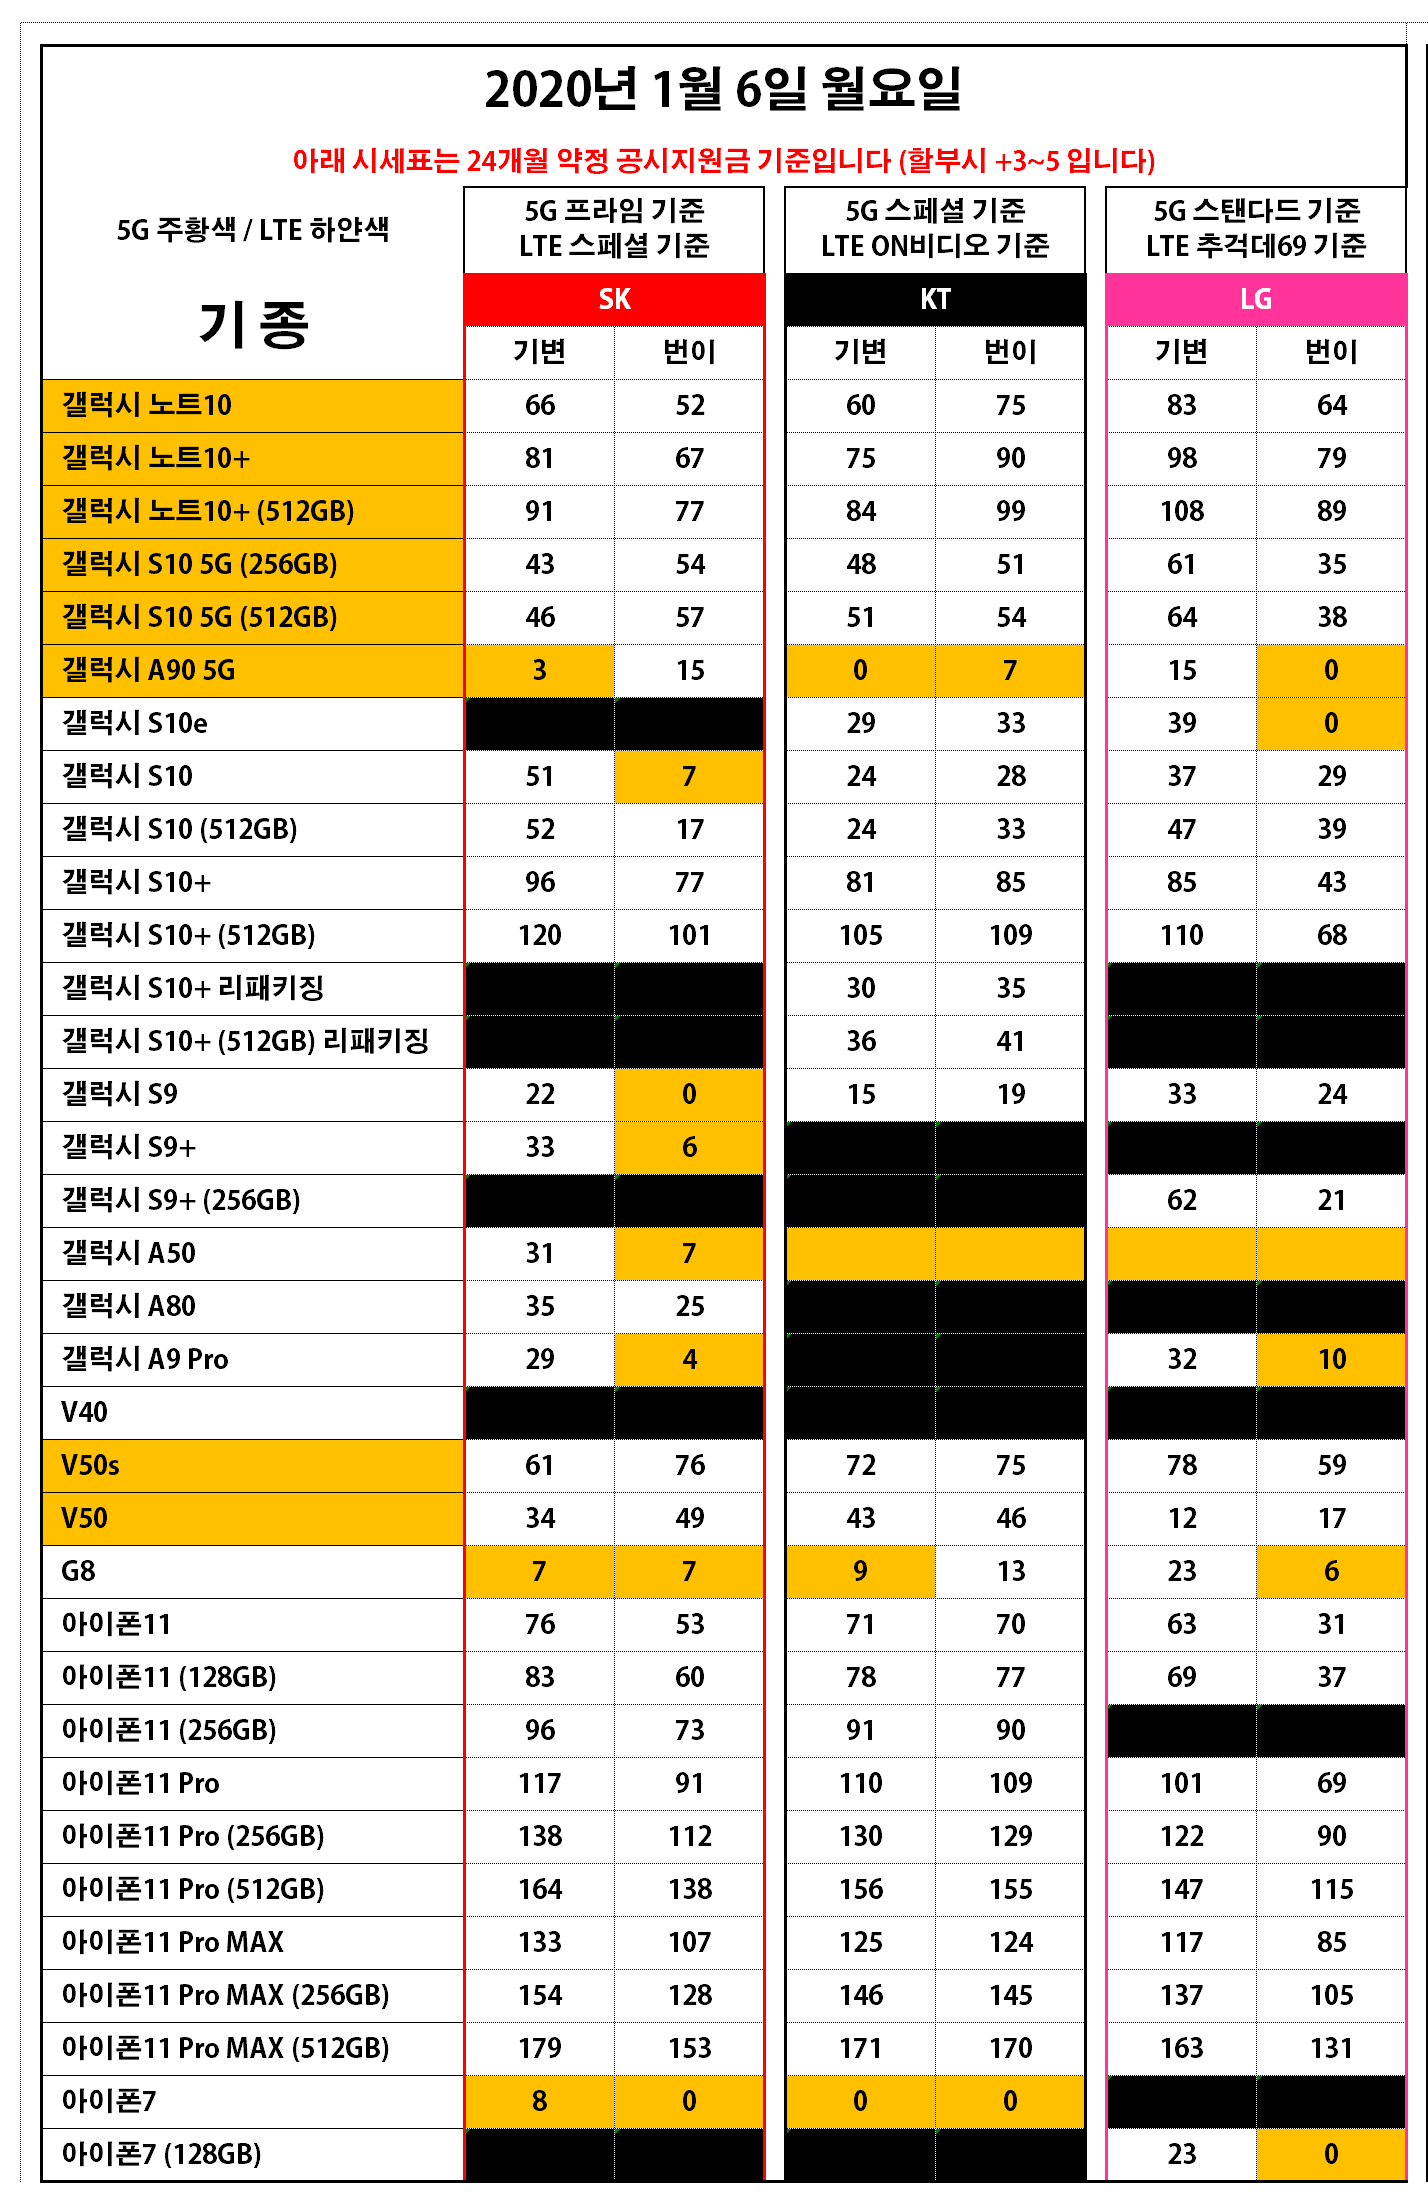 2020년 1월 6일 월요일
아래 시세표는 24개월 약정 공시지원금 기준입니다 (할부시 +3~5 입니다)
5G 주황색 / LTE 하얀색
5G 프라임 기준
LTE 스페셜 기준
5G 스페셜 기준
LTE ON비디오 기준
5G 스탠다드 기준
LTE 추걱데69 기준
기 종
SK KT LG
기변 번이 기변 번이 기변 번이
갤럭시 노트10 66 52 60 75 83 64
갤럭시 노트10+ 81 67 75 90 98 79
갤럭시 노트10+ (512GB) 91 77 84 99 108 89
갤럭시 S10 5G (256GB) 43 54 48 51 61 35
갤럭시 S10 5G (512GB) 46 57 51 54 64 38
갤럭시 A90 5G 3 15 0 7 15 0
갤럭시 S10e 29 33 39 0
갤럭시 S10 51 7 24 28 37 29
갤럭시 S10 (512GB) 52 17 24 33 47 39
갤럭시 S10+ 96 77 81 85 85 43
갤럭시 S10+ (512GB) 120 101 105 109 110 68
갤럭시 S10+ 리패키징 30 35
갤럭시 S10+ (512GB) 리패키징 36 41
갤럭시 S9 22 0 15 19 33 24
갤럭시 S9+ 33 6
갤럭시 S9+ (256GB) 62 21
갤럭시 A50 31 7
갤럭시 A80 35 25
갤럭시 A9 Pro 29 4 32 10
V40
V50s 61 76 72 75 78 59
V50 34 49 43 46 12 17
G8 7 7 9 13 23 6
아이폰11 76 53 71 70 63 31
아이폰11 (128GB) 83 60 78 77 69 37
아이폰11 (256GB) 96 73 91 90
아이폰11 Pro 117 91 110 109 101 69
아이폰11 Pro (256GB) 138 112 130 129 122 90
아이폰11 Pro (512GB) 164 138 156 155 147 115
아이폰11 Pro MAX 133 107 125 124 117 85
아이폰11 Pro MAX (256GB) 154 128 146 145 137 105
아이폰11 Pro MAX (512GB) 179 153 171 170 163 131
아이폰7 8 0 0 0
아이폰7 (128GB) 23 0